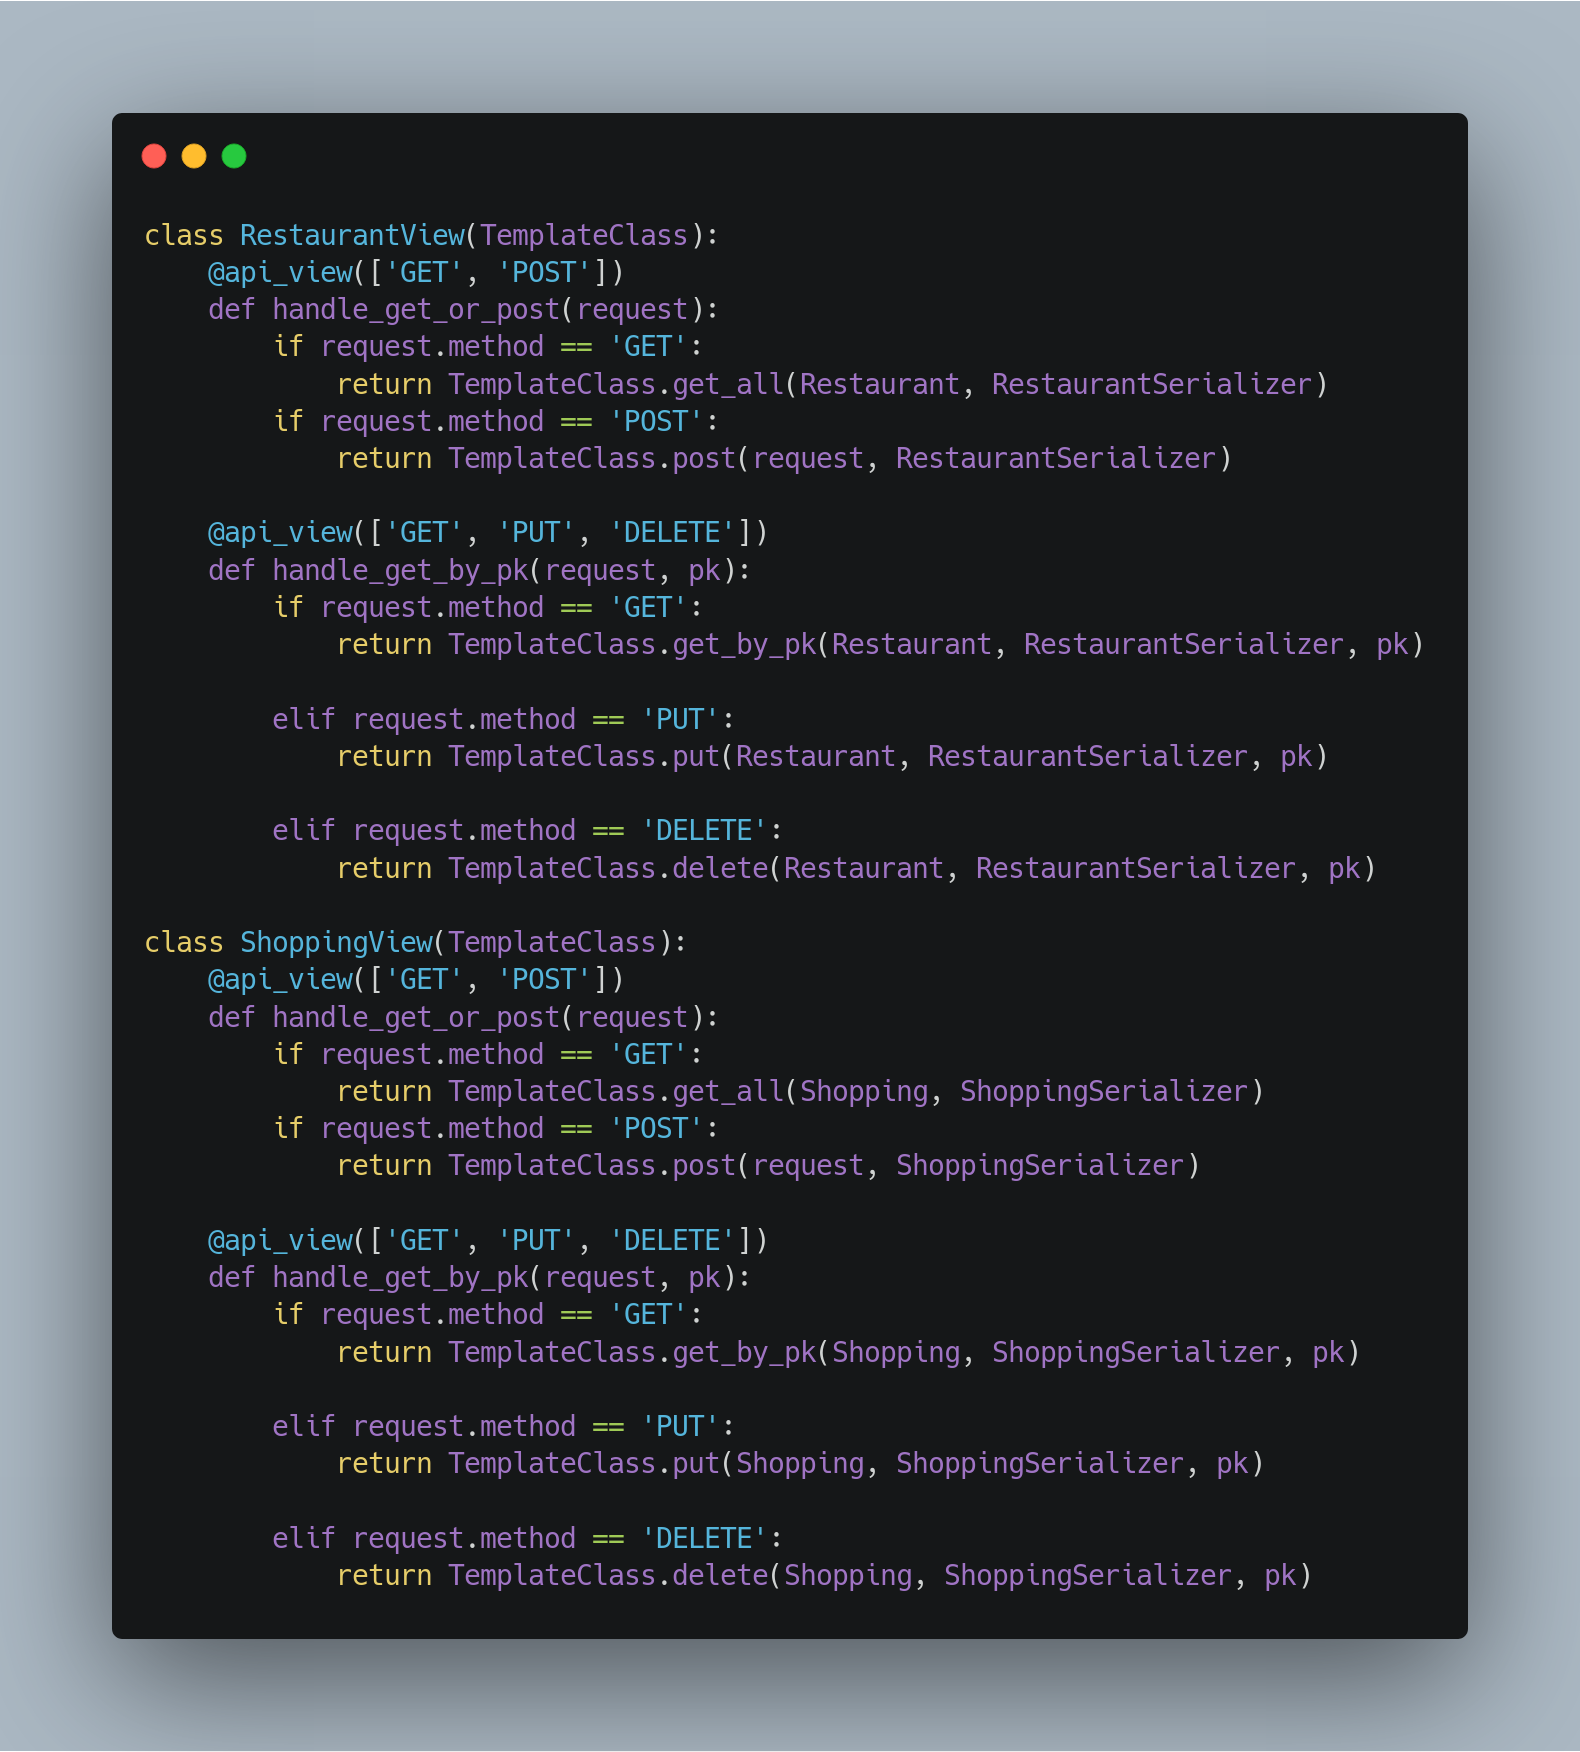 class RestaurantView(TemplateClass):
    @api_view(['GET', 'POST'])
    def handle_get_or_post(request):
        if request.method == 'GET':
            return TemplateClass.get_all(Restaurant, RestaurantSerializer)
        if request.method == 'POST':
            return TemplateClass.post(request, RestaurantSerializer)

    @api_view(['GET', 'PUT', 'DELETE'])
    def handle_get_by_pk(request, pk):
        if request.method == 'GET':
            return TemplateClass.get_by_pk(Restaurant, RestaurantSerializer, pk)

        elif request.method == 'PUT':
            return TemplateClass.put(Restaurant, RestaurantSerializer, pk)

        elif request.method == 'DELETE':
            return TemplateClass.delete(Restaurant, RestaurantSerializer, pk)

class ShoppingView(TemplateClass):
    @api_view(['GET', 'POST'])
    def handle_get_or_post(request):
        if request.method == 'GET':
            return TemplateClass.get_all(Shopping, ShoppingSerializer)
        if request.method == 'POST':
            return TemplateClass.post(request, ShoppingSerializer)

    @api_view(['GET', 'PUT', 'DELETE'])
    def handle_get_by_pk(request, pk):
        if request.method == 'GET':
            return TemplateClass.get_by_pk(Shopping, ShoppingSerializer, pk)

        elif request.method == 'PUT':
            return TemplateClass.put(Shopping, ShoppingSerializer, pk)

        elif request.method == 'DELETE':
            return TemplateClass.delete(Shopping, ShoppingSerializer, pk)